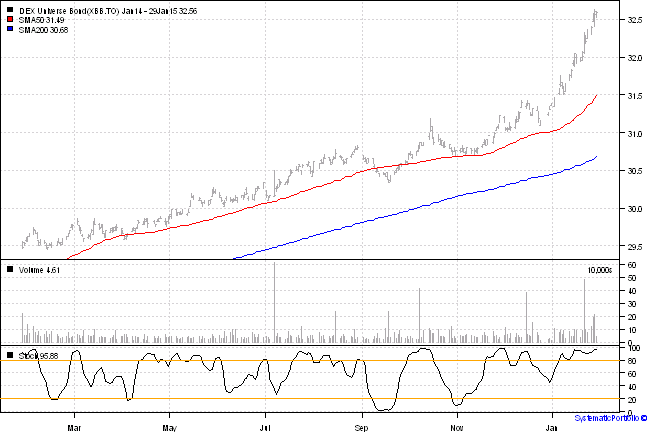 DEX Universe Bond(XBB.TO) Jan14 - 29Jan15 32.56
SMA50 31.49
SMA200 30.68
32.5
32.0
31.5
31.0
30.5
30.0
29.5
Volume 4.61
10,000s
60
50
40
30
20
10
0
Stock 95.88
100
80
60
40
20
0
Mar May Jul Sep Nov Jan
SystematicPortfolio ©